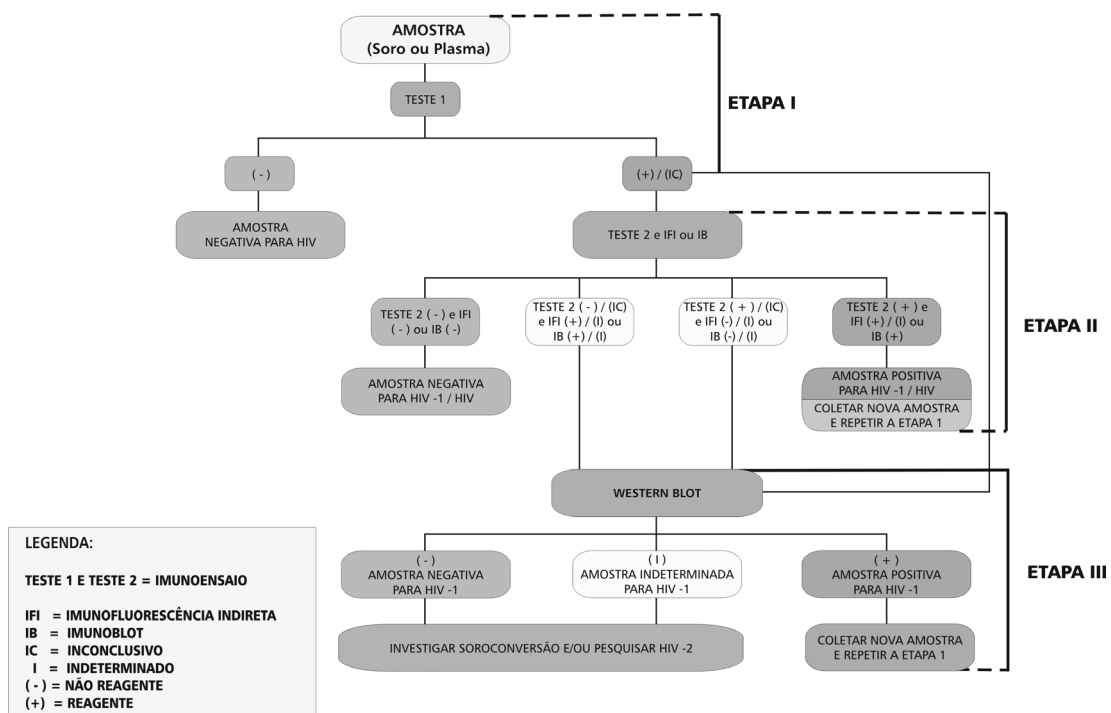 AMOSTRA
(Soro ou Plasma)
TESTE 1
ETAPA I
( - )
(+) / (IC)
AMOSTRA
NEGATIVA PARA HIV
TESTE 2 e IFI ou IB
TESTE 2 ( - ) e IFI
( - ) ou IB ( -)
TESTE 2 ( - ) / (IC)
e IFI (+) / (I) ou
IB (+) / (I)
TESTE 2 ( + ) / (IC)
e IFI (-) / (I) ou
IB (-) / (I)
TESTE 2 ( + ) e
IFI (+) / (I) ou
IB (+)
ETAPA II
AMOSTRA NEGATIVA
PARA HIV -1 / HIV
AMOSTRA POSITIVA
PARA HIV -1 / HIV
COLETAR NOVA AMOSTRA
E REPETIR A ETAPA 1
WESTERN BLOT
( - )
AMOSTRA NEGATIVA
PARA HIV -1
( I )
AMOSTRA INDETERMINADA
PARA HIV -1
( + )
AMOSTRA POSITIVA
PARA HIV -1
ETAPA III
INVESTIGAR SOROCONVERSÃO E/OU PESQUISAR HIV -2
COLETAR NOVA AMOSTRA
E REPETIR A ETAPA 1
LEGENDA:
TESTE 1 E TESTE 2 = IMUNOENSAIO
IFI = IMUNOFLUORESCÊNCIA INDIRETA
IB = IMUNOBLOT
IC = INCONCLUSIVO
I = INDETERMINADO
( - ) = NÃO REAGENTE
(+) = REAGENTE